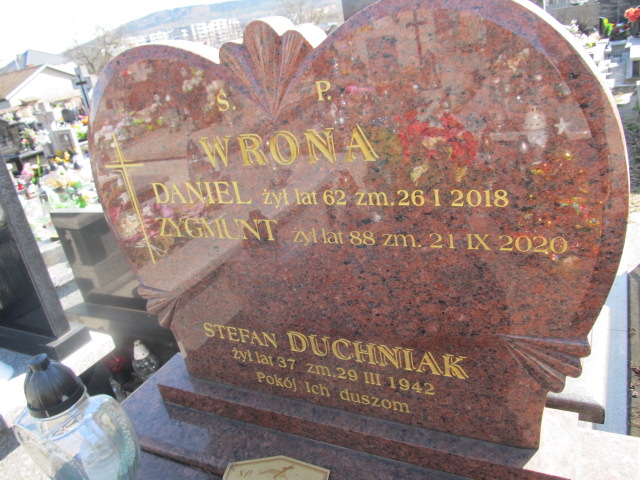 Ś. P.
WRONA
DANIEL żył lat 62 zm. 26 I 2018
ZYGMUNT żył lat 88 zm. 21 IX 2020
STEFAN DUCHNIAK
żył lat 37 zm. 29 III 1942
Pokój Ich duszom